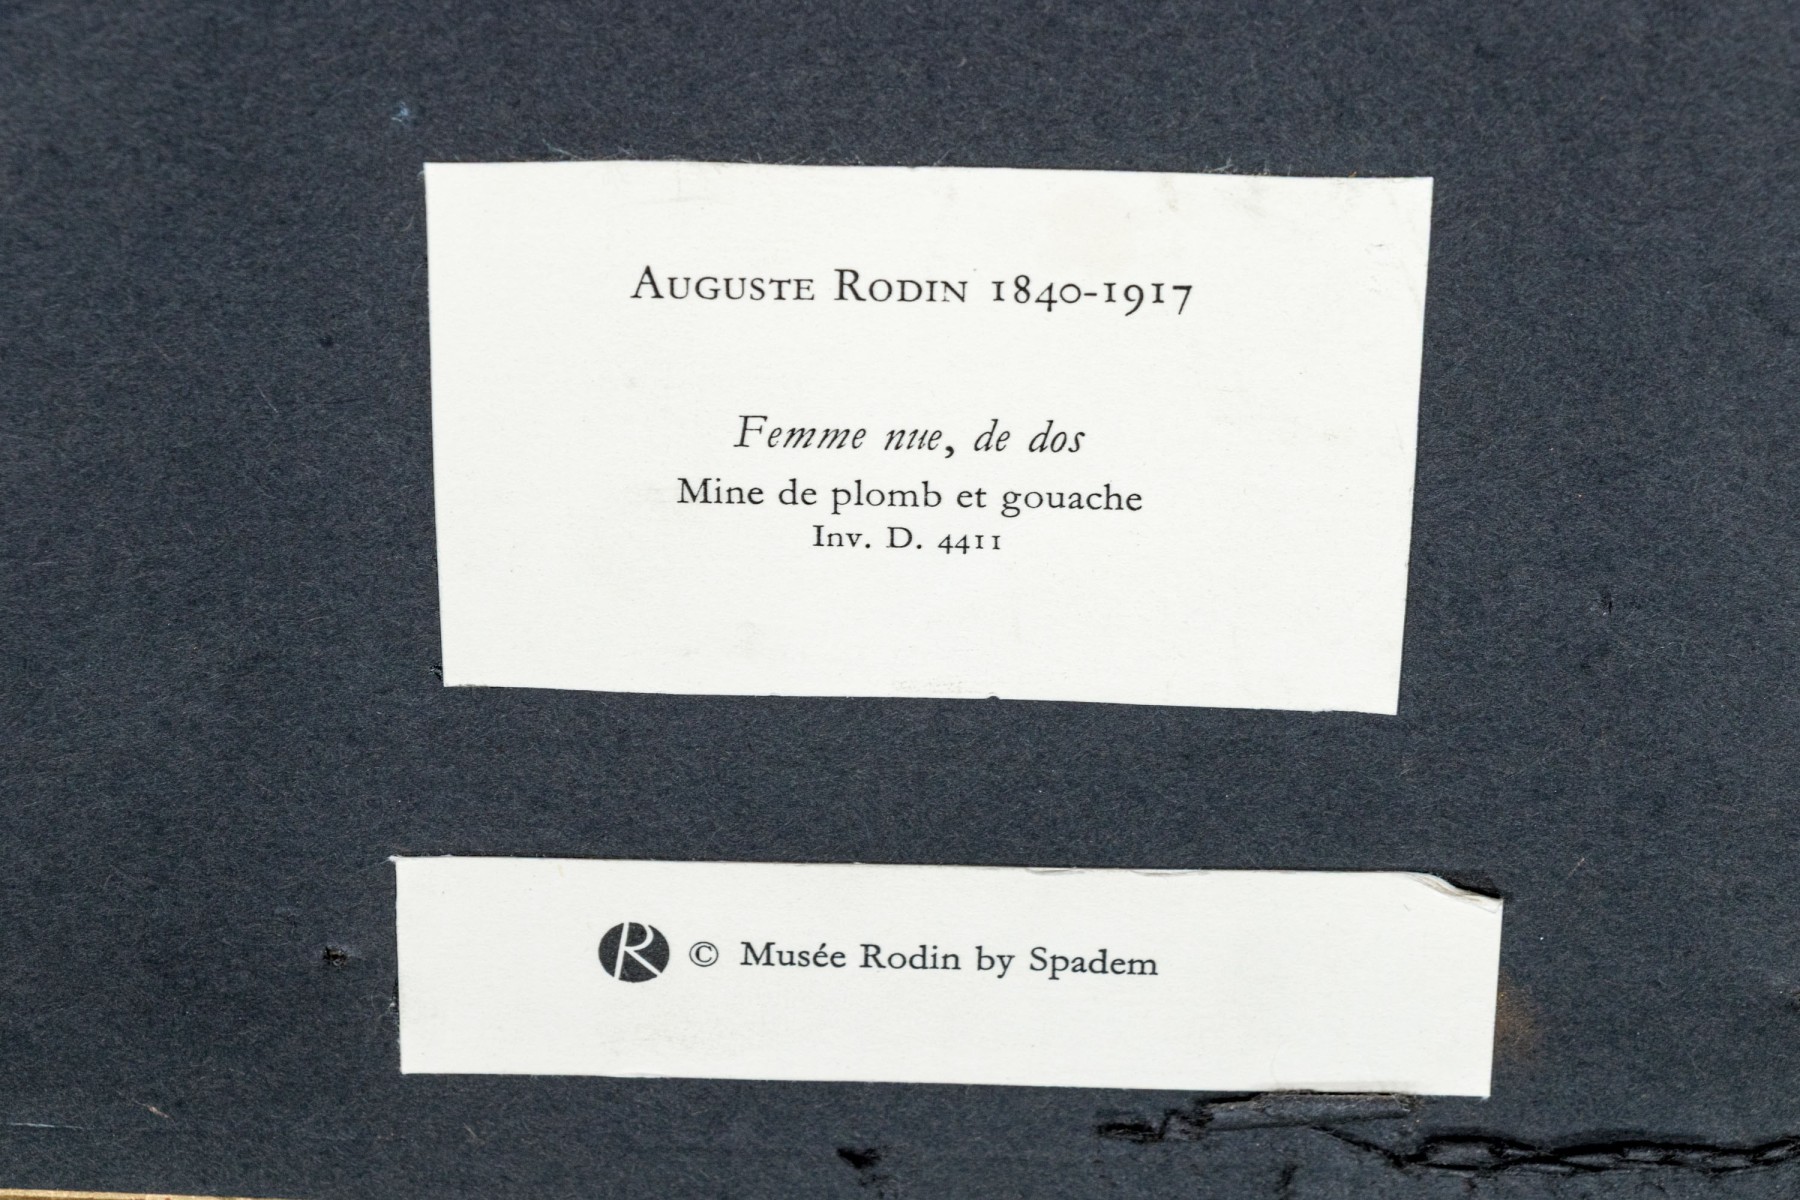 Auguste Rodin 1840-1917
Femme nue, de dos
Mine de plomb et gouache
Inv. D. 4411
R © Musée Rodin by Spadem